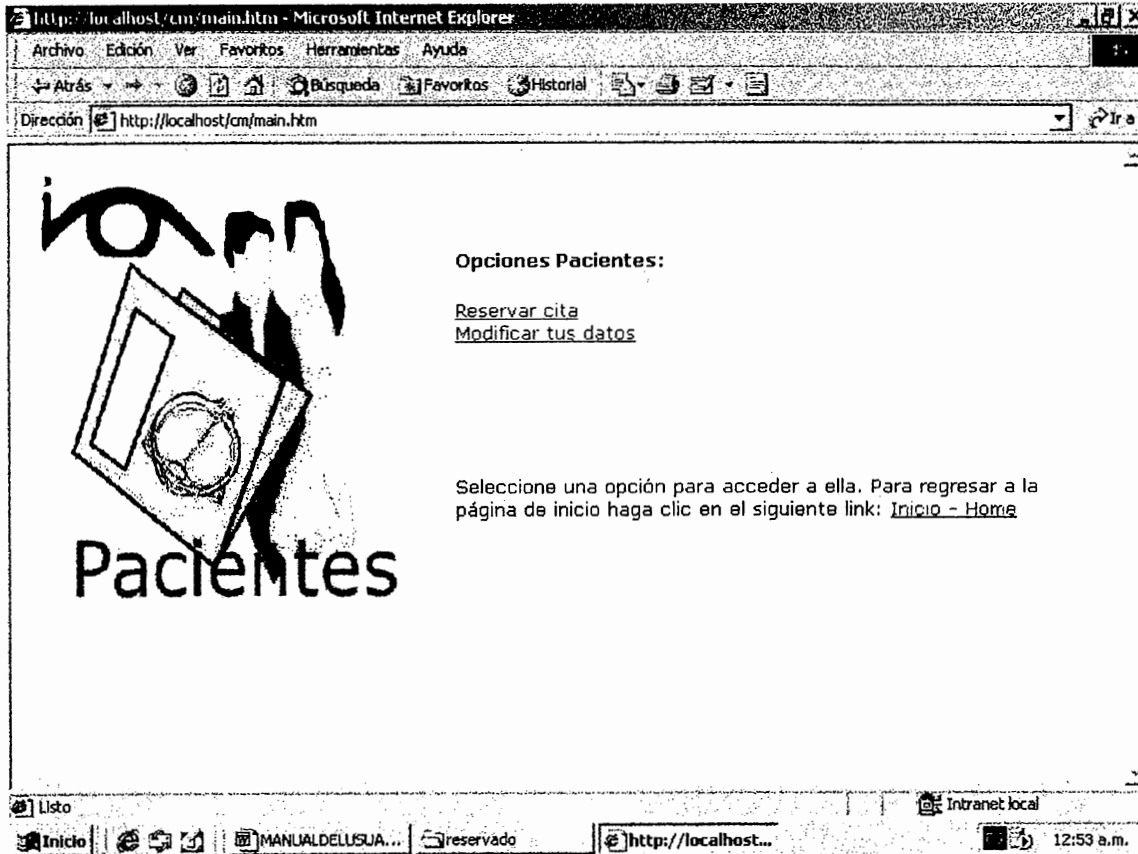 http://localhost/cm/main.htm - Microsoft Internet Explorer
Archivo Edición Ver Favoritos Herramientas Ayuda
Atrás Búsqueda Favoritos Historial
Dirección http://localhost/cm/main.htm Ir a
Opciones Pacientes:
Reservar cita
Modificar tus datos
Seleccione una opción para acceder a ella. Para regresar a la
página de inicio haga clic en el siguiente link: Inicio - Home
Pacientes
Listo Intranet local
Inicio MANUALDELUSUA... reservado http://localhost... 12:53 a.m.